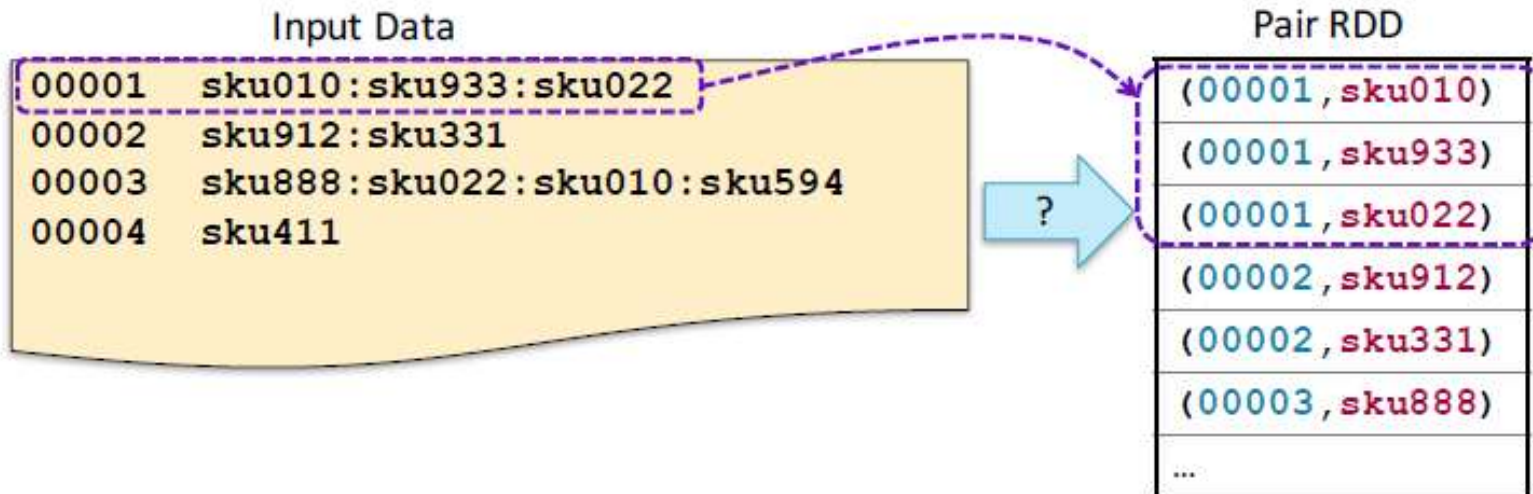 Input Data
00001 sku010:sku933:sku022
00002 sku912:sku331
00003 sku888:sku022:sku010:sku594
00004 sku411
?
Pair RDD
(00001,sku010)
(00001,sku933)
(00001,sku022)
(00002,sku912)
(00002,sku331)
(00003,sku888)
…